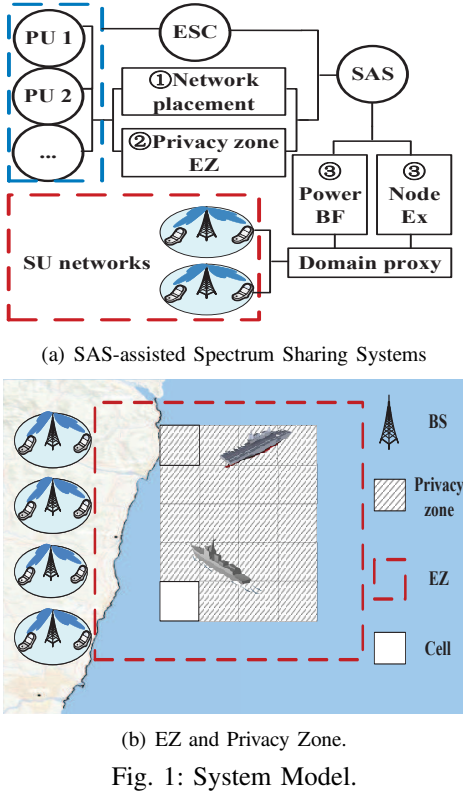 PU 1
ESC
SAS
PU 2
①Network
placement
...
②Privacy zone
EZ
③
Power
BF
③
Node
Ex
SU networks
Domain proxy
(a) SAS-assisted Spectrum Sharing Systems
BS
Privacy
zone
EZ
Cell
(b) EZ and Privacy Zone.
Fig. 1: System Model.